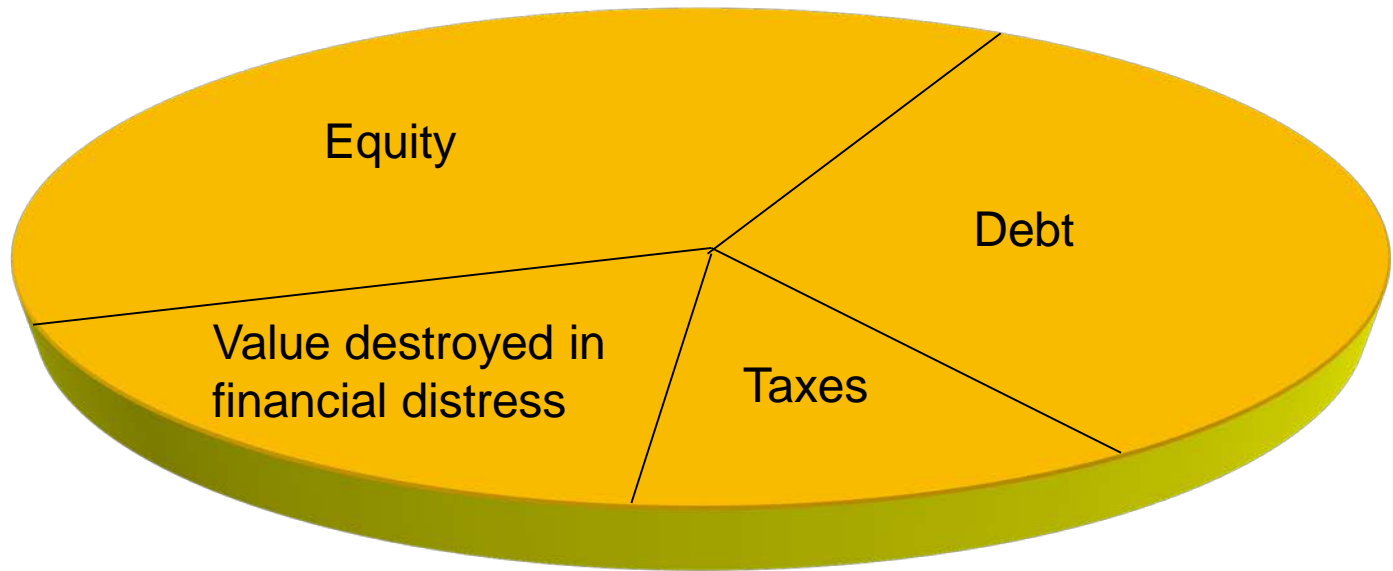 Equity
Debt
Value destroyed in
financial distress
Taxes